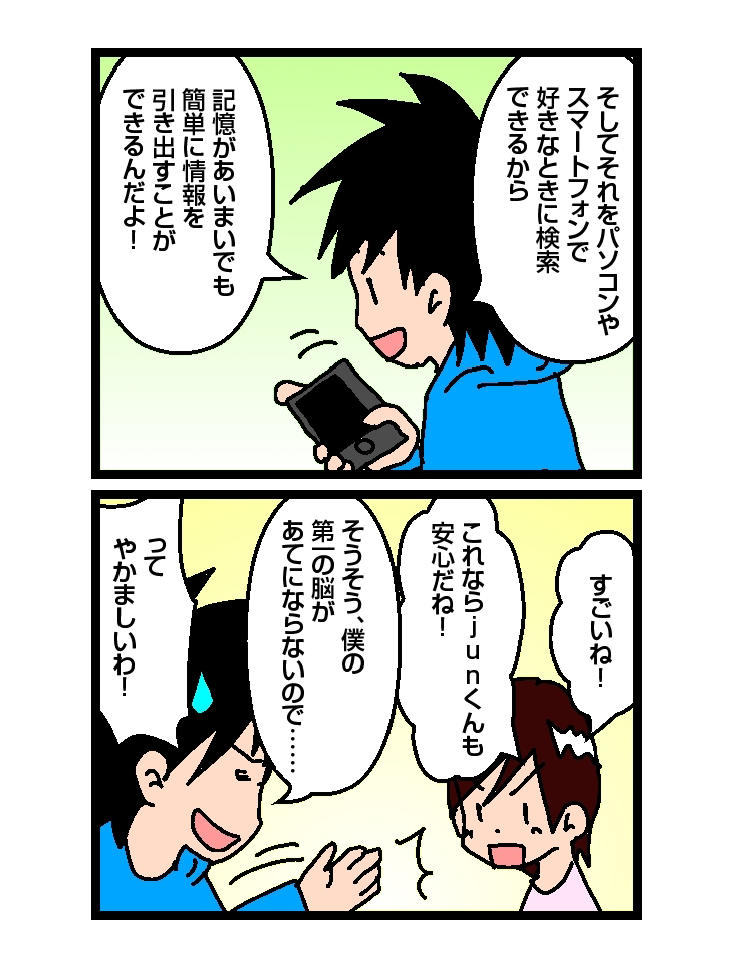 そしてそれをパソコンや
スマートフォンで
好きなときに検索
できるから
記憶があいまいでも
簡単に情報を
引き出すことが
できるんだよ！
すごいね！
これならjunくんも
安心だね！
そうそう、僕の
第一の脳が
あてにならないので……
って
やかましいわ！